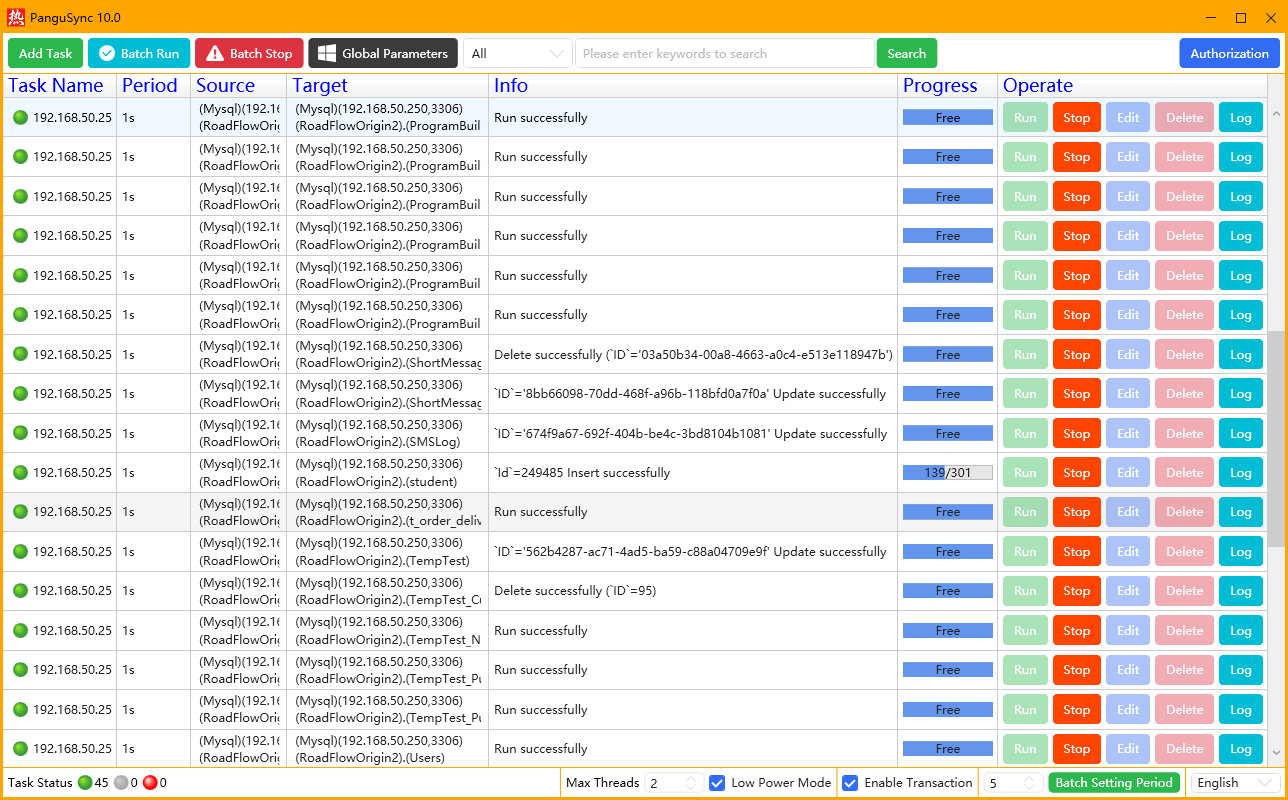 热 PanguSync 10.0
Add Task Batch Run Batch Stop Global Parameters All Please enter keywords to search Search Authorization
Task Name Period Source Target Info Progress Operate
(Mysql)(192.16 (Mysql)(192.168.50.250,3306)
192.168.50.25 1s Run successfully Free Run Stop Edit Delete Log
(RoadFlowOrig (RoadFlowOrigin2).(ProgramBuil
(Mysql)(192.16 (Mysql)(192.168.50.250,3306)
192.168.50.25 1s Run successfully Free Run Stop Edit Delete Log
(RoadFlowOrig (RoadFlowOrigin2).(ProgramBuil
(Mysql)(192.16 (Mysql)(192.168.50.250,3306)
192.168.50.25 1s Run successfully Free Run Stop Edit Delete Log
(RoadFlowOrig (RoadFlowOrigin2).(ProgramBuil
(Mysql)(192.16 (Mysql)(192.168.50.250,3306)
192.168.50.25 1s Run successfully Free Run Stop Edit Delete Log
(RoadFlowOrig (RoadFlowOrigin2).(ProgramBuil
(Mysql)(192.16 (Mysql)(192.168.50.250,3306)
192.168.50.25 1s Run successfully Free Run Stop Edit Delete Log
(RoadFlowOrig (RoadFlowOrigin2).(ProgramBuil
(Mysql)(192.16 (Mysql)(192.168.50.250,3306)
192.168.50.25 1s Run successfully Free Run Stop Edit Delete Log
(RoadFlowOrig (RoadFlowOrigin2).(ProgramBuil
(Mysql)(192.16 (Mysql)(192.168.50.250,3306)
192.168.50.25 1s Delete successfully (`ID`='03a50b34-00a8-4663-a0c4-e513e118947b') Free Run Stop Edit Delete Log
(RoadFlowOrig (RoadFlowOrigin2).(ShortMessag
(Mysql)(192.16 (Mysql)(192.168.50.250,3306)
192.168.50.25 1s `ID`='8bb66098-70dd-468f-a96b-118bfd0a7f0a' Update successfully Free Run Stop Edit Delete Log
(RoadFlowOrig (RoadFlowOrigin2).(ShortMessag
(Mysql)(192.16 (Mysql)(192.168.50.250,3306)
192.168.50.25 1s `ID`='674f9a67-692f-404b-be4c-3bd8104b1081' Update successfully Free Run Stop Edit Delete Log
(RoadFlowOrig (RoadFlowOrigin2).(SMSLog)
(Mysql)(192.16 (Mysql)(192.168.50.250,3306)
192.168.50.25 1s `Id`=249485 Insert successfully 139/301 Run Stop Edit Delete Log
(RoadFlowOrig (RoadFlowOrigin2).(student)
(Mysql)(192.16 (Mysql)(192.168.50.250,3306)
192.168.50.25 1s Run successfully Free Run Stop Edit Delete Log
(RoadFlowOrig (RoadFlowOrigin2).(t_order_deliv
(Mysql)(192.16 (Mysql)(192.168.50.250,3306)
192.168.50.25 1s `ID`='562b4287-ac71-4ad5-ba59-c88a04709e9f' Update successfully Free Run Stop Edit Delete Log
(RoadFlowOrig (RoadFlowOrigin2).(TempTest)
(Mysql)(192.16 (Mysql)(192.168.50.250,3306)
192.168.50.25 1s Delete successfully (`ID`=95) Free Run Stop Edit Delete Log
(RoadFlowOrig (RoadFlowOrigin2).(TempTest_Cu
(Mysql)(192.16 (Mysql)(192.168.50.250,3306)
192.168.50.25 1s Run successfully Free Run Stop Edit Delete Log
(RoadFlowOrig (RoadFlowOrigin2).(TempTest_N
(Mysql)(192.16 (Mysql)(192.168.50.250,3306)
192.168.50.25 1s Run successfully Free Run Stop Edit Delete Log
(RoadFlowOrig (RoadFlowOrigin2).(TempTest_Pu
(Mysql)(192.16 (Mysql)(192.168.50.250,3306)
192.168.50.25 1s Run successfully Free Run Stop Edit Delete Log
(RoadFlowOrig (RoadFlowOrigin2).(TempTest_Pu
(Mysql)(192.16 (Mysql)(192.168.50.250,3306)
192.168.50.25 1s Run successfully Free Run Stop Edit Delete Log
(RoadFlowOrig (RoadFlowOrigin2).(Users)
Task Status 45 0 0 Max Threads 2 Low Power Mode Enable Transaction 5 Batch Setting Period English